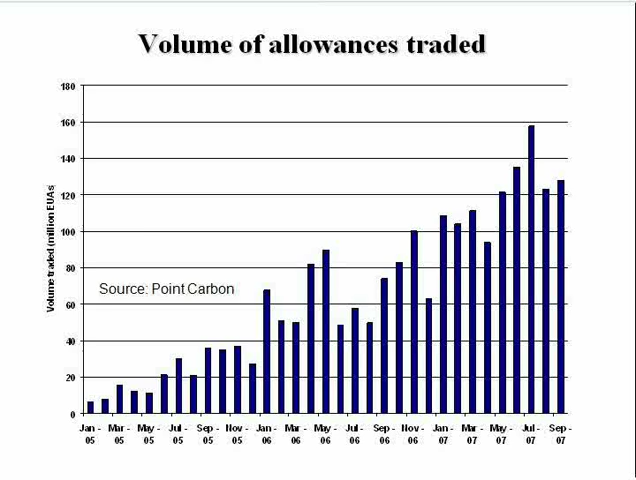 Volume of allowances traded
Volume traded (million EUAs
180
160
140
120
100
80
60
40
20
0
Source: Point Carbon
Jan - Mar - May - Jul - Sep - Nov - Jan - Mar - May - Jul - Sep - Nov - Jan - Mar - May - Jul - Sep -
05 05 05 05 05 05 06 06 06 06 06 06 07 07 07 07 07